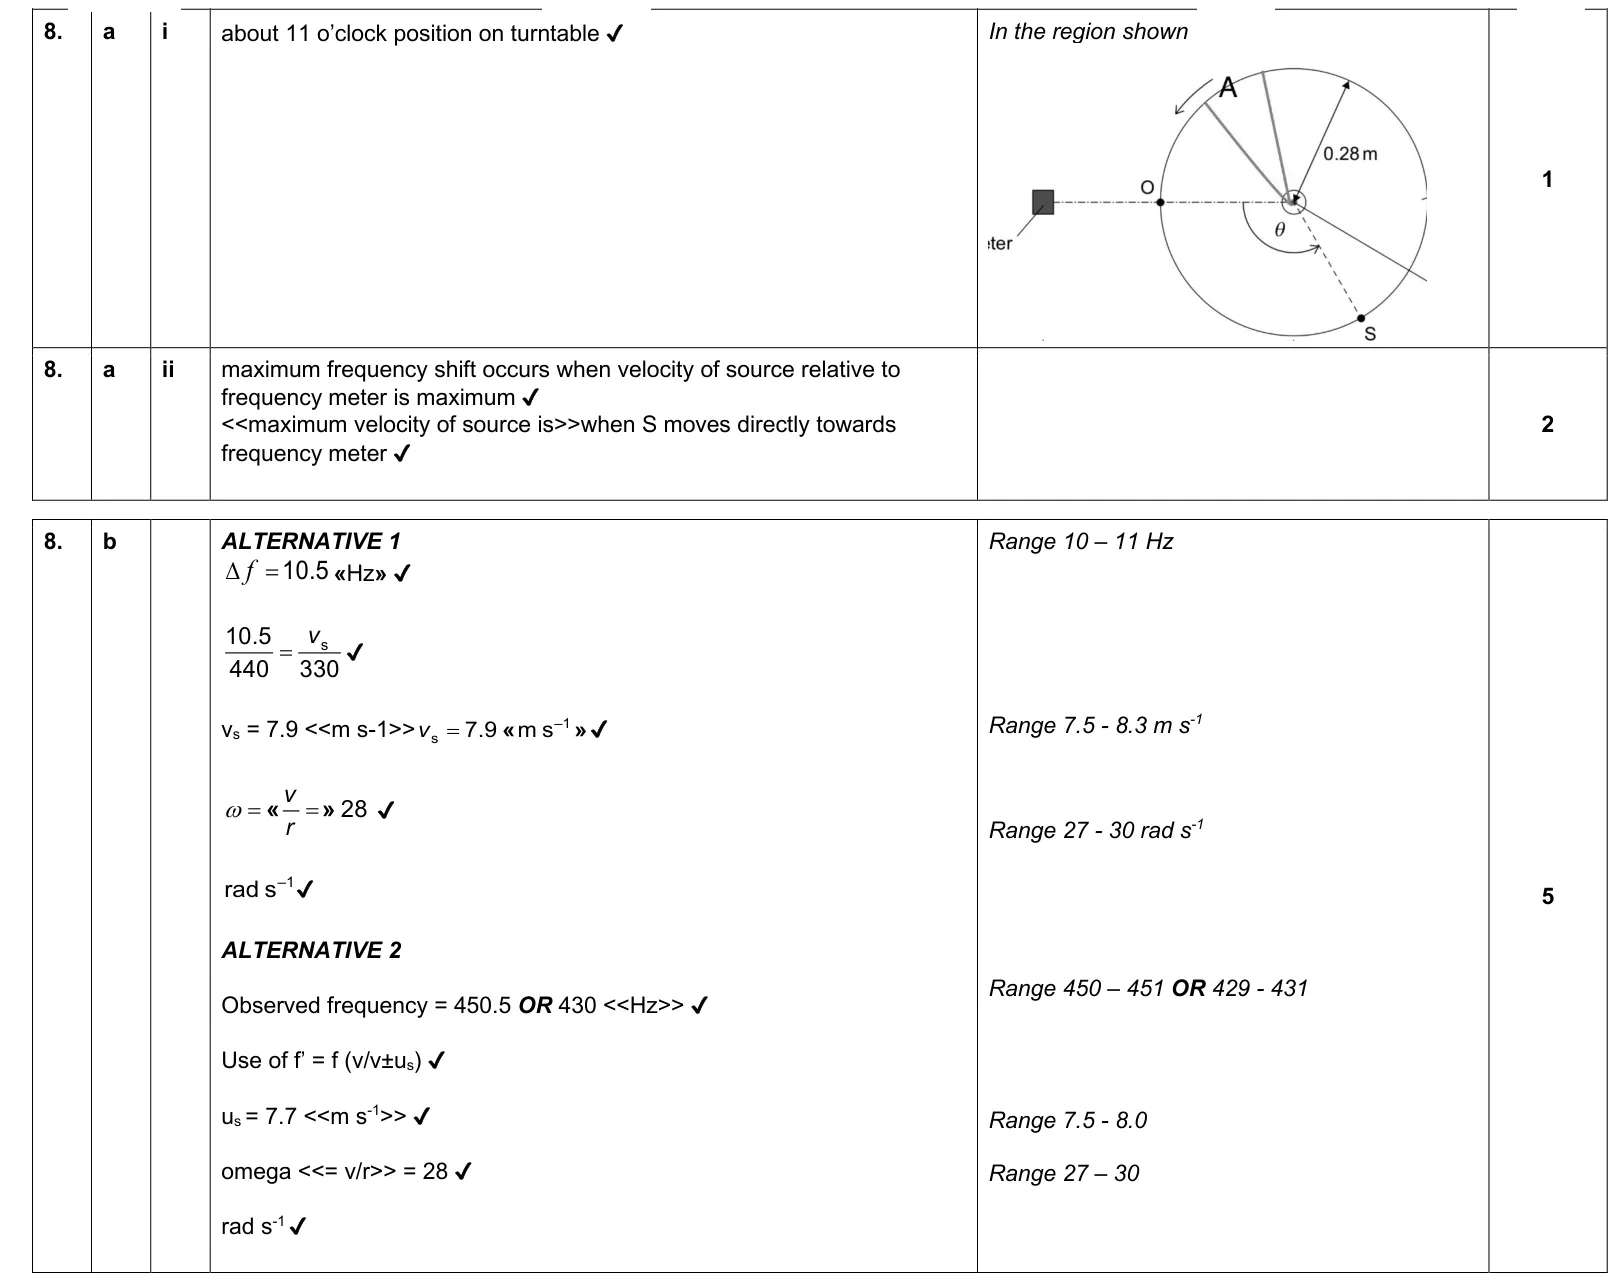 8. a i about 11 o’clock position on turntable ✔ In the region shown
A
0.28 m
1
O
θ
eter
S
8. a ii maximum frequency shift occurs when velocity of source relative to
frequency meter is maximum ✔
<<maximum velocity of source is>>when S moves directly towards
frequency meter ✔
2
8. b ALTERNATIVE 1 Range 10 – 11 Hz
Δf = 10.5 «Hz» ✔
10.5/440 = vₛ/330 ✔
vₛ = 7.9 <<m s-1>> vₛ = 7.9 « m s⁻¹ » ✔ Range 7.5 - 8.3 m s⁻¹
ω = « v/r = » 28 ✔ Range 27 - 30 rad s⁻¹
rad s⁻¹ ✔
5
ALTERNATIVE 2
Observed frequency = 450.5 OR 430 <<Hz>> ✔ Range 450 – 451 OR 429 - 431
Use of f’ = f (v/v±uₛ) ✔
uₛ = 7.7 <<m s⁻¹>> ✔ Range 7.5 - 8.0
omega <<= v/r>> = 28 ✔ Range 27 – 30
rad s⁻¹ ✔